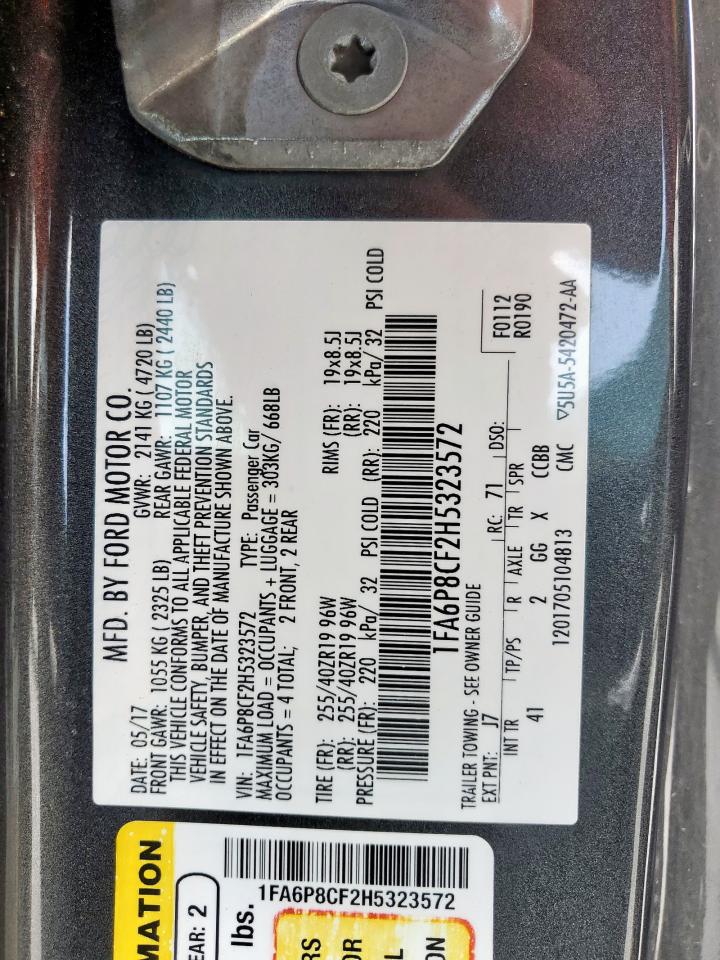 MFD. BY FORD MOTOR CO.
DATE: 05/17 GVWR: 2141 KG ( 4720 LB)
FRONT GAWR: 1055 KG ( 2325 LB) REAR GAWR: 1107 KG ( 2440 LB)
THIS VEHICLE CONFORMS TO ALL APPLICABLE FEDERAL MOTOR
VEHICLE SAFETY, BUMPER, AND THEFT PREVENTION STANDARDS
IN EFFECT ON THE DATE OF MANUFACTURE SHOWN ABOVE.
VIN: 1FA6P8CF2H5323572 TYPE: Passenger Car
MAXIMUM LOAD = OCCUPANTS + LUGGAGE = 303KG/ 668LB
OCCUPANTS = 4 TOTAL; 2 FRONT, 2 REAR
TIRE (FR): 255/40ZR19 96W RIMS (FR): 19x8.5J
(RR): 255/40ZR19 96W (RR): 19x8.5J
PRESSURE (FR): 220 kPa/ 32 PSI COLD (RR): 220 kPa/ 32 PSI COLD
1FA6P8CF2H5323572
TRAILER TOWING - SEE OWNER GUIDE
EXT PNT: J7 RC: 71 DSO:
F0112
R0190
INT TR TP/PS R AXLE TR SPR
41 2 GG X CCBB
1201705104813 CMC ▽5U5A-5420472-AA
MATION
EAR: 2
lbs.
1FA6P8CF2H5323572
RS
OR
L
ON